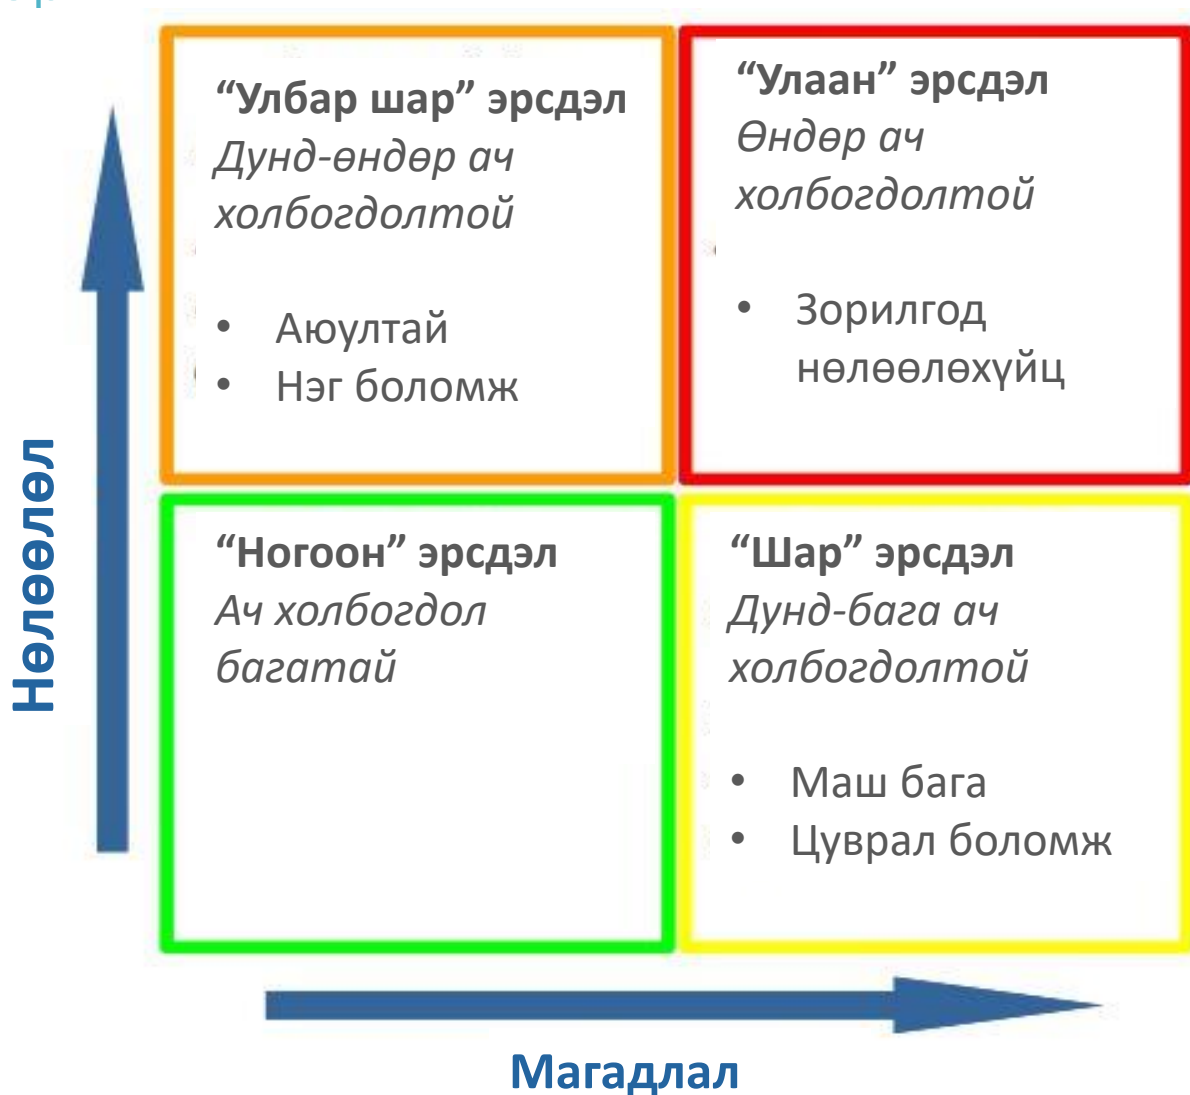 “Улбар шар” эрсдэл
Дунд-өндөр ач
холбогдолтой
• Аюултай
• Нэг боломж
“Улаан” эрсдэл
Өндөр ач
холбогдолтой
• Зорилгод
нөлөөлөхүйц
Нөлөөлөл
“Ногоон” эрсдэл
Ач холбогдол
багатай
“Шар” эрсдэл
Дунд-бага ач
холбогдолтой
• Маш бага
• Цуврал боломж
Магадлал